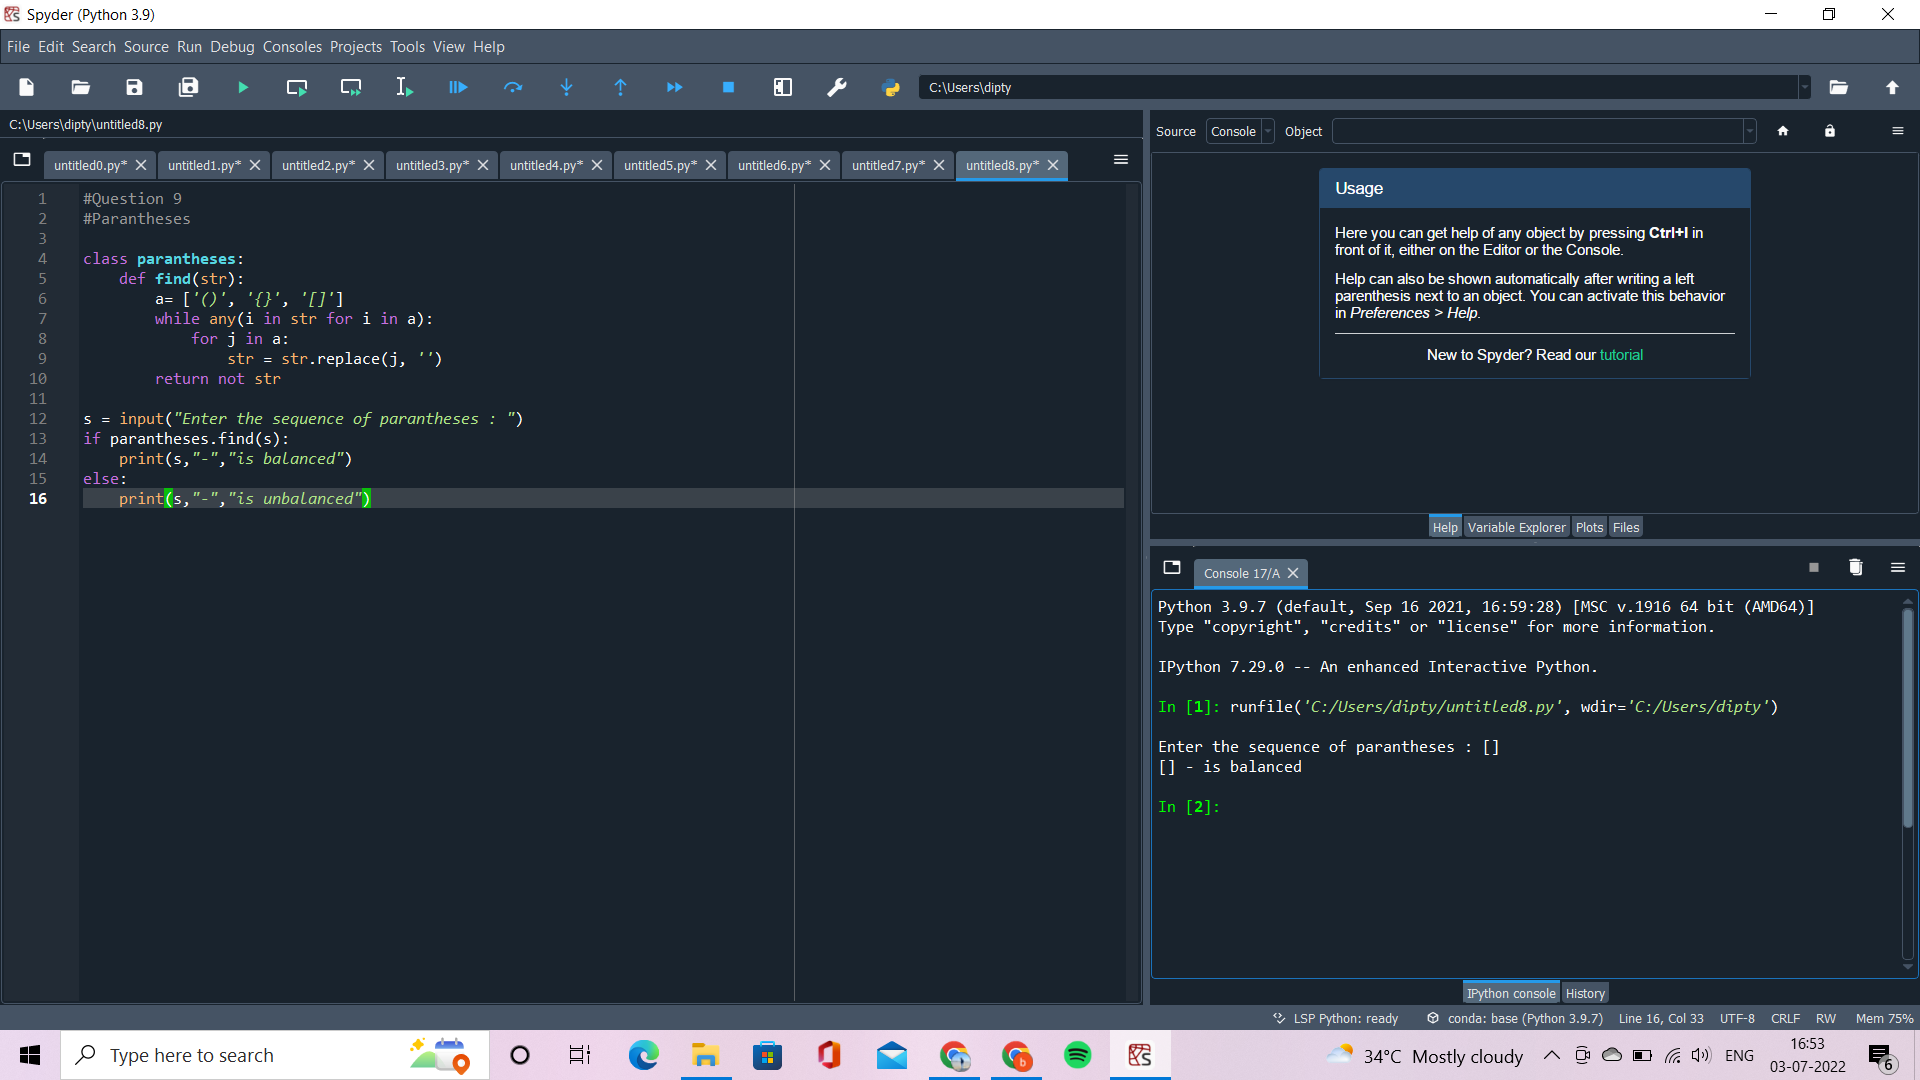 Spyder (Python 3.9)
File Edit Search Source Run Debug Consoles Projects Tools View Help
C:\Users\dipty
C:\Users\dipty\untitled8.py
untitled0.py* untitled1.py* untitled2.py* untitled3.py* untitled4.py* untitled5.py* untitled6.py* untitled7.py* untitled8.py*
1 #Question 9
2 #Parantheses
3
4 class parantheses:
5 def find(str):
6 a= ['()', '{}', '[]']
7 while any(i in str for i in a):
8 for j in a:
9 str = str.replace(j, '')
10 return not str
11
12 s = input("Enter the sequence of parantheses : ")
13 if parantheses.find(s):
14 print(s,"-","is balanced")
15 else:
16 print(s,"-","is unbalanced")
Source Console Object
Usage
Here you can get help of any object by pressing Ctrl+I in
front of it, either on the Editor or the Console.
Help can also be shown automatically after writing a left
parenthesis next to an object. You can activate this behavior
in Preferences > Help.
New to Spyder? Read our tutorial
Help Variable Explorer Plots Files
Console 17/A
Python 3.9.7 (default, Sep 16 2021, 16:59:28) [MSC v.1916 64 bit (AMD64)]
Type "copyright", "credits" or "license" for more information.
IPython 7.29.0 -- An enhanced Interactive Python.
In [1]: runfile('C:/Users/dipty/untitled8.py', wdir='C:/Users/dipty')
Enter the sequence of parantheses : []
[] - is balanced
In [2]:
IPython console History
LSP Python: ready conda: base (Python 3.9.7) Line 16, Col 33 UTF-8 CRLF RW Mem 75%
Type here to search
34°C Mostly cloudy ENG 16:53
03-07-2022
6